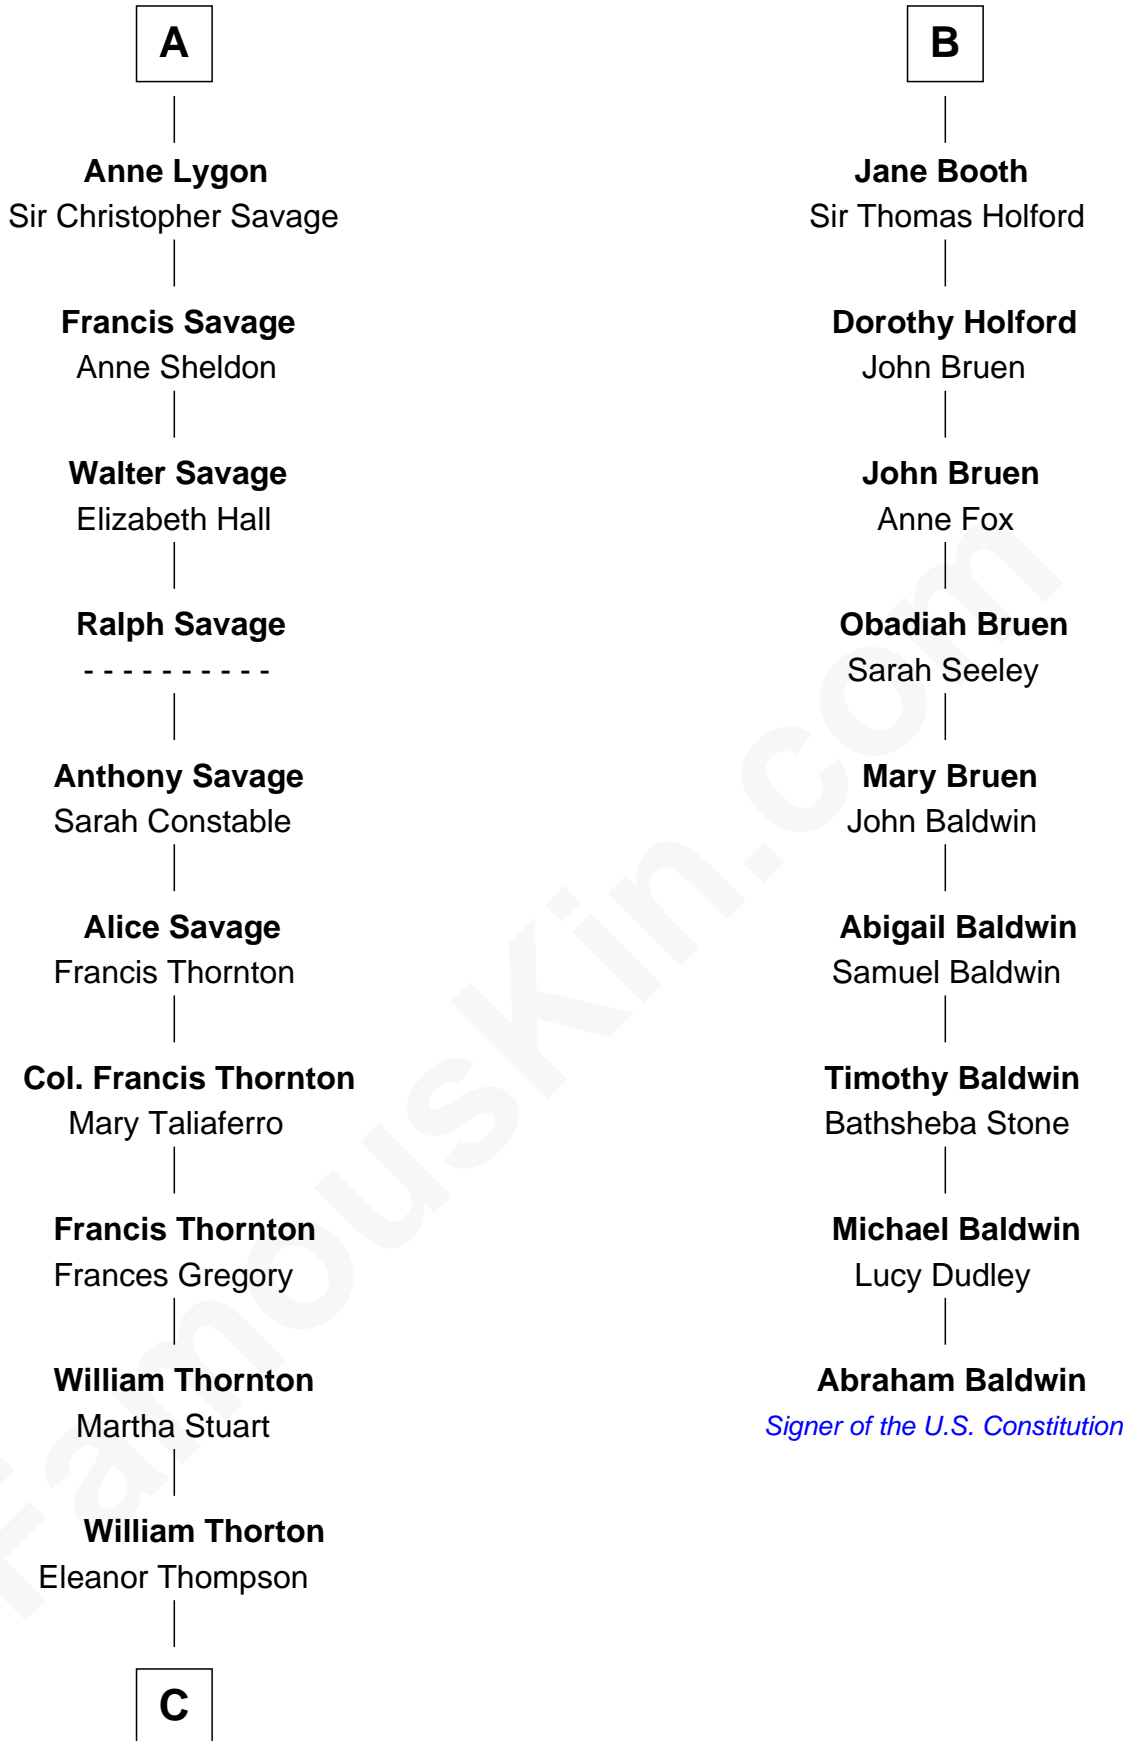 A
Anne Lygon
Sir Christopher Savage
Francis Savage
Anne Sheldon
Walter Savage
Elizabeth Hall
Ralph Savage
- - - - - - - - - -
Anthony Savage
Sarah Constable
Alice Savage
Francis Thornton
Col. Francis Thornton
Mary Taliaferro
Francis Thornton
Frances Gregory
William Thornton
Martha Stuart
William Thorton
Eleanor Thompson
C
B
Jane Booth
Sir Thomas Holford
Dorothy Holford
John Bruen
John Bruen
Anne Fox
Obadiah Bruen
Sarah Seeley
Mary Bruen
John Baldwin
Abigail Baldwin
Samuel Baldwin
Timothy Baldwin
Bathsheba Stone
Michael Baldwin
Lucy Dudley
Abraham Baldwin
Signer of the U.S. Constitution
FamousKin.com